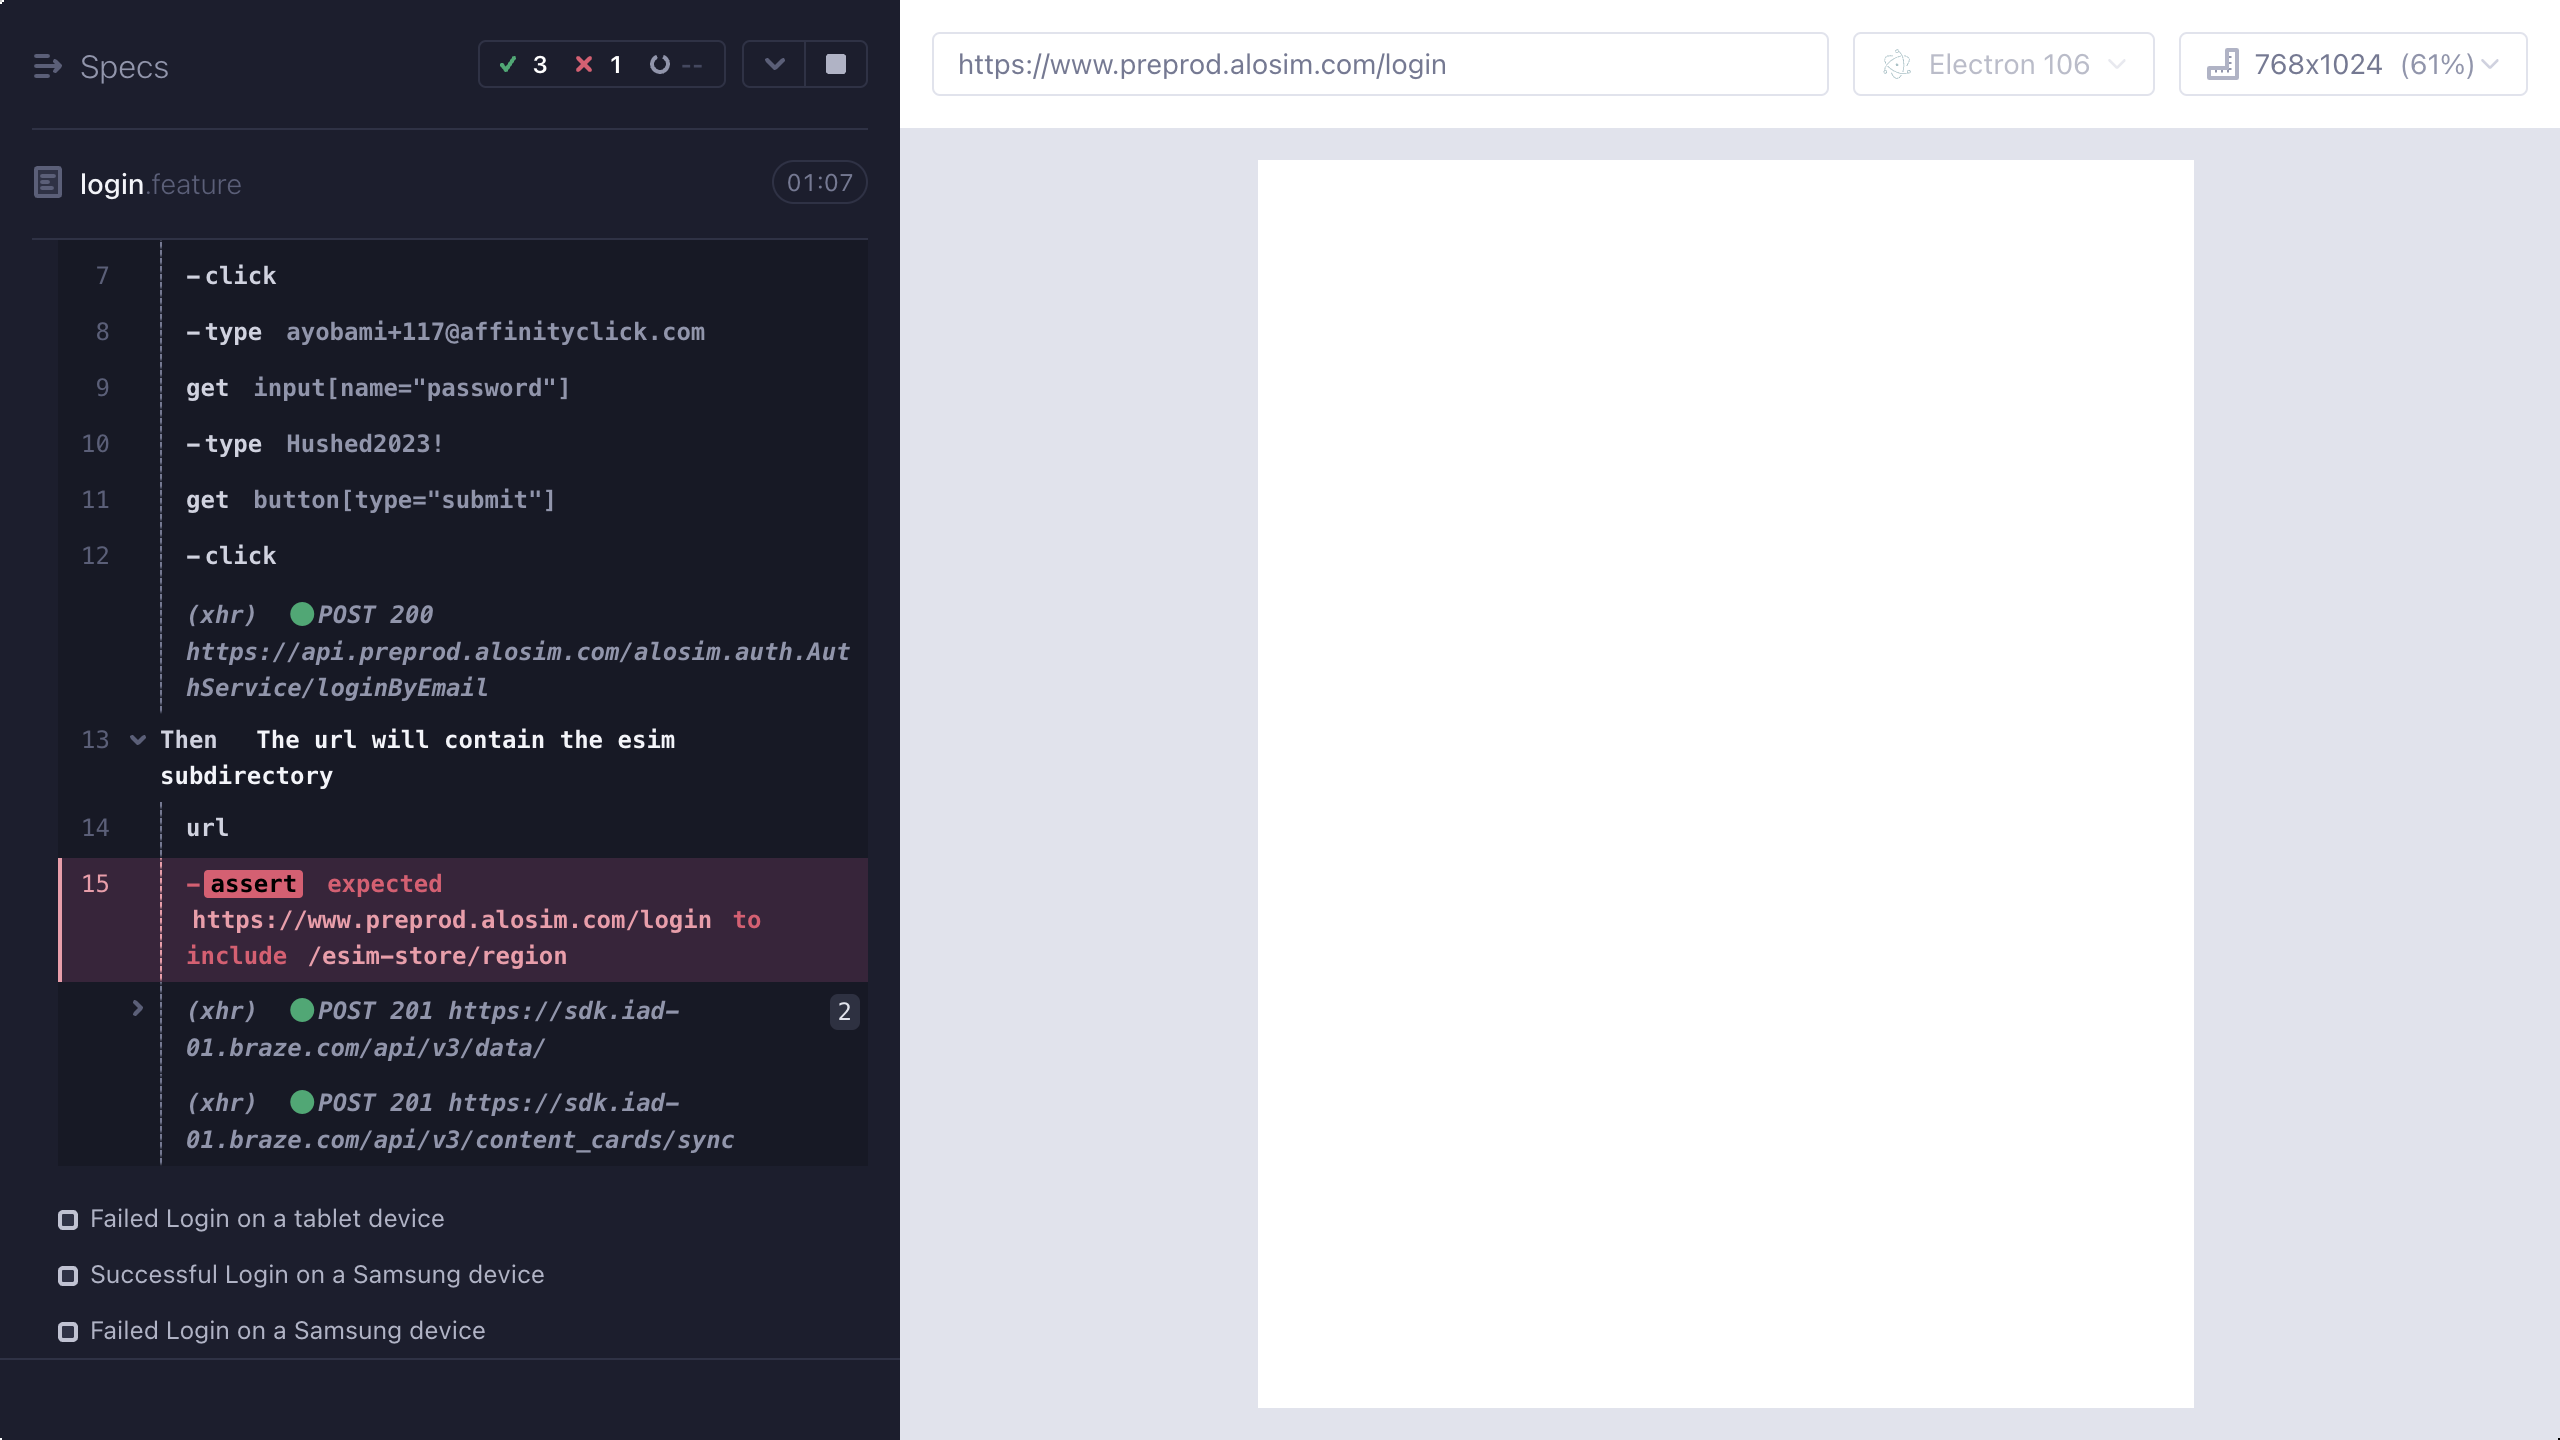 Specs
3 1 --
login.feature
01:07
7 -click
8 -type ayobami+117@affinityclick.com
9 get input[name="password"]
10 -type Hushed2023!
11 get button[type="submit"]
12 -click
(xhr) POST 200
https://api.preprod.alosim.com/alosim.auth.Aut
hService/loginByEmail
13 Then The url will contain the esim
subdirectory
14 url
15 -assert expected
https://www.preprod.alosim.com/login to
include /esim-store/region
(xhr) POST 201 https://sdk.iad- 2
01.braze.com/api/v3/data/
(xhr) POST 201 https://sdk.iad-
01.braze.com/api/v3/content_cards/sync
Failed Login on a tablet device
Successful Login on a Samsung device
Failed Login on a Samsung device
https://www.preprod.alosim.com/login
Electron 106
768x1024 (61%)